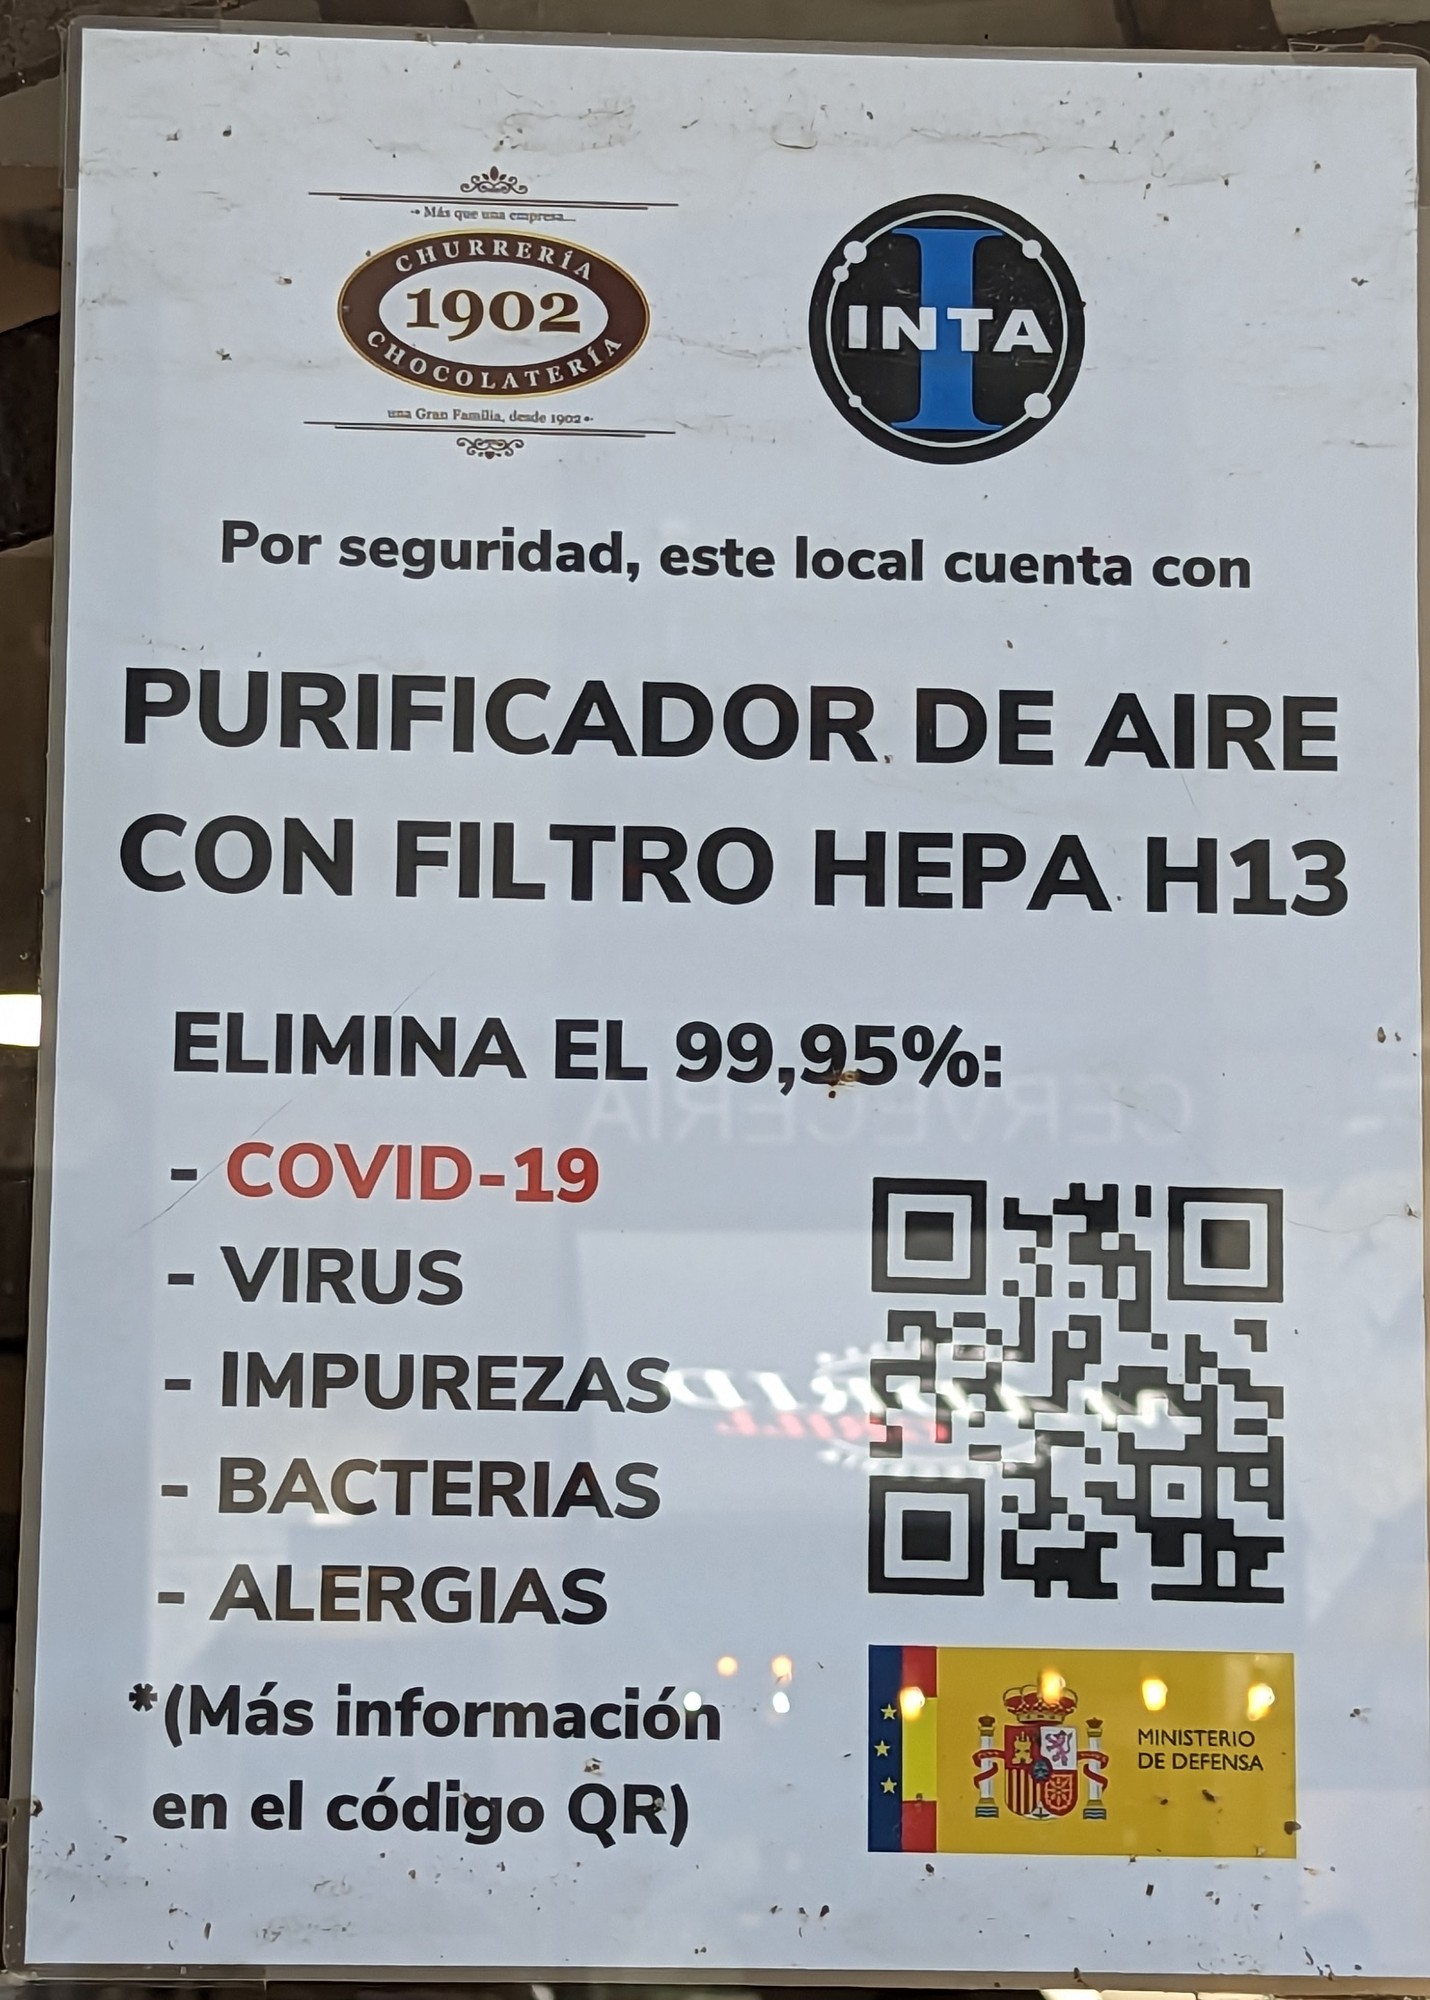 Más que una empresa...
CHURRERÍA
1902
CHOCOLATERÍA
una Gran Familia, desde 1902
INTA
Por seguridad, este local cuenta con
PURIFICADOR DE AIRE
CON FILTRO HEPA H13
ELIMINA EL 99,95%:
CERVECERIA
- COVID-19
- VIRUS
- IMPUREZAS
- BACTERIAS
- ALERGIAS
*(Más información
en el código QR)
MINISTERIO
DE DEFENSA